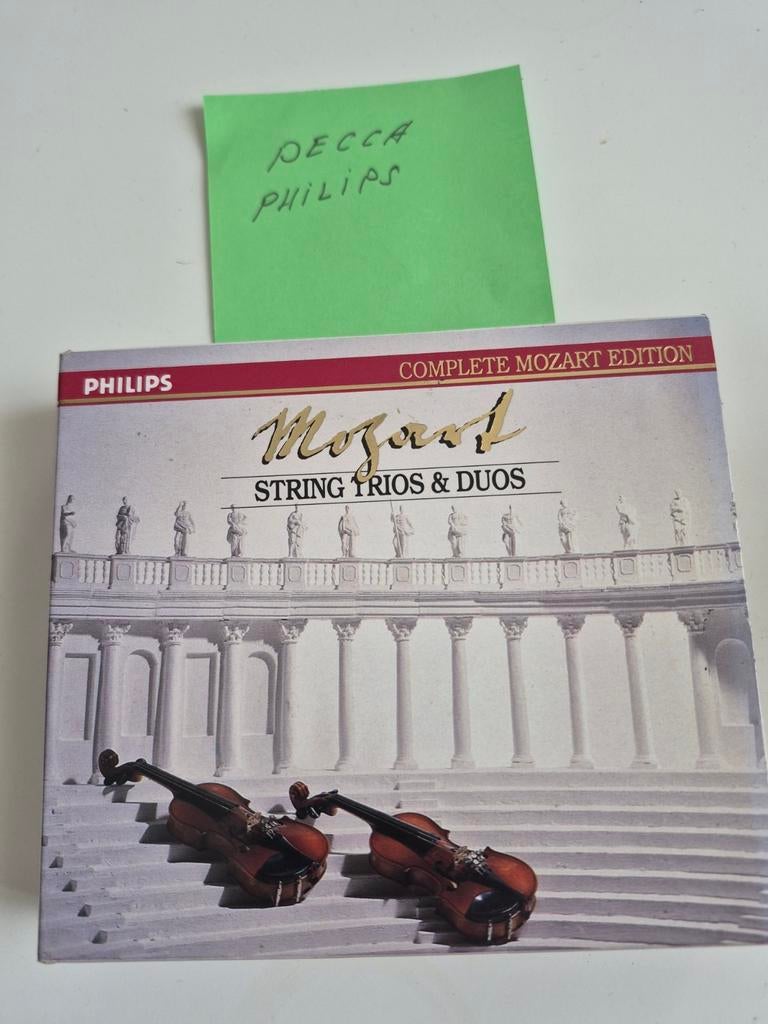 DECCA
PHILIPS
PHILIPS
COMPLETE MOZART EDITION
Mozart
STRING TRIOS & DUOS